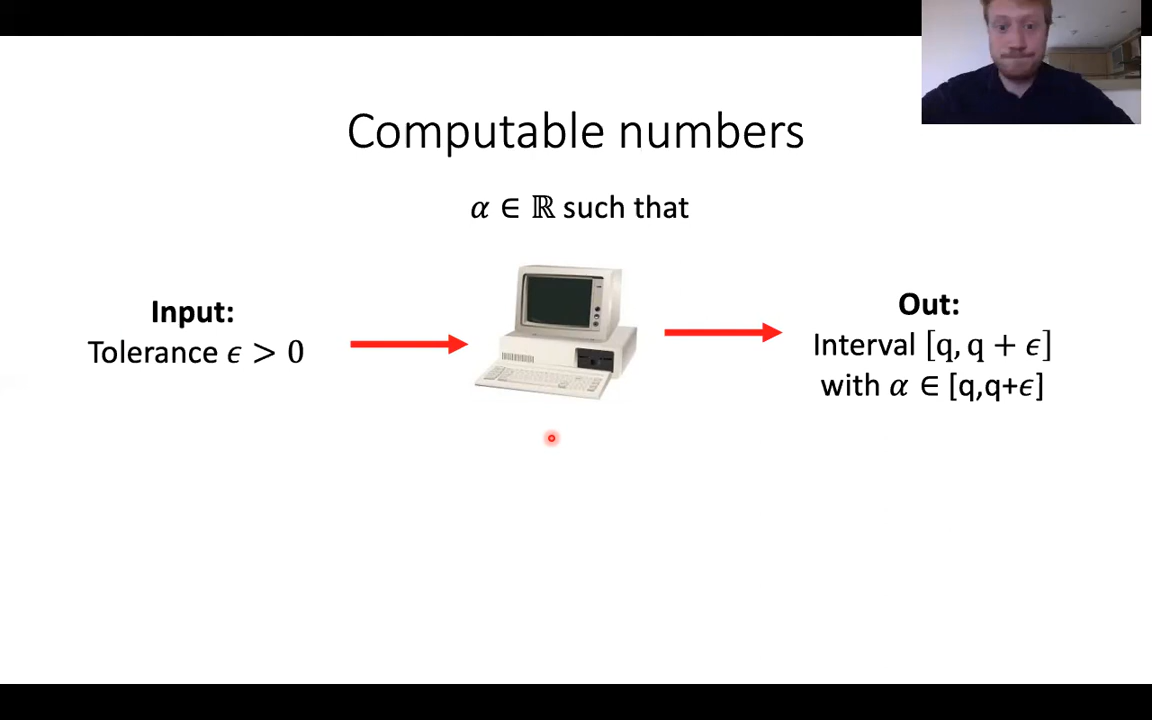 Computable numbers
α ∈ ℝ such that
Input:
Tolerance ϵ > 0
Out:
Interval [q, q + ϵ]
with α ∈ [q,q+ϵ]